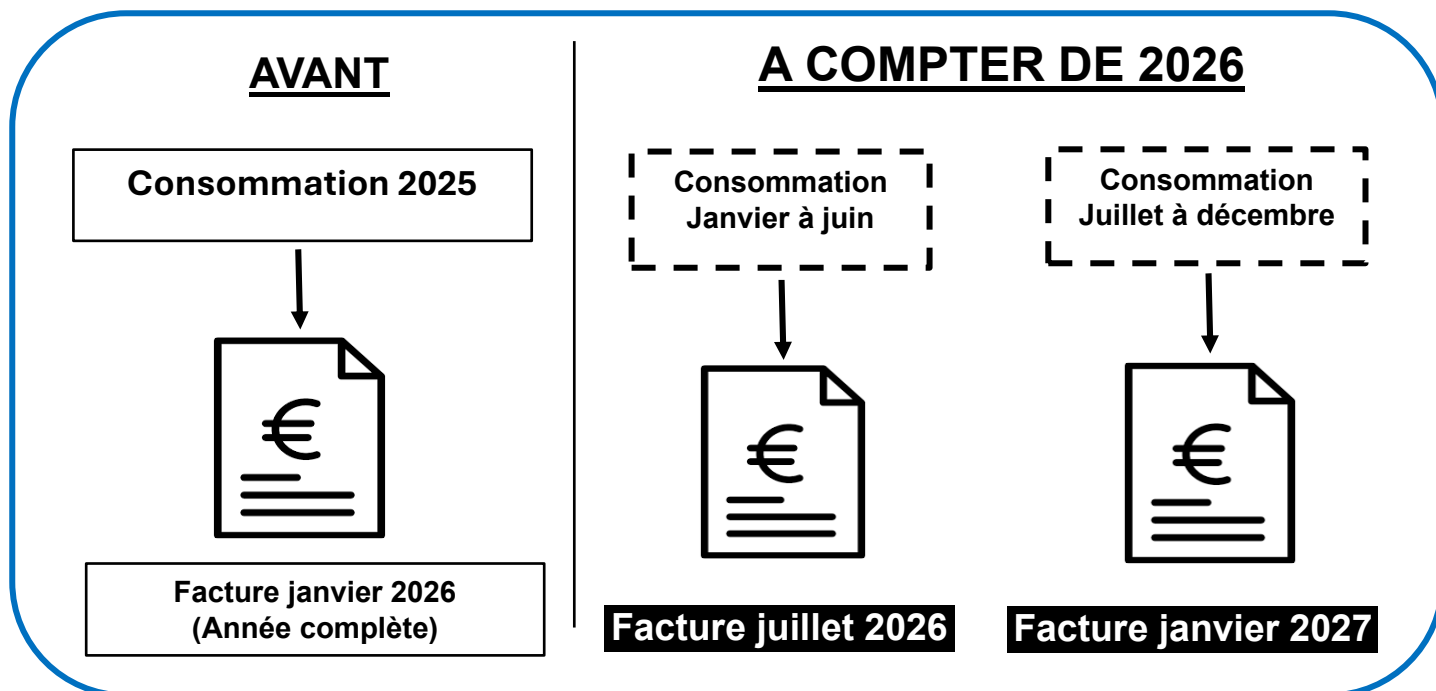 AVANT
Consommation 2025
€
Facture janvier 2026
(Année complète)
A COMPTER DE 2026
Consommation
Janvier à juin
€
Facture juillet 2026
Consommation
Juillet à décembre
€
Facture janvier 2027